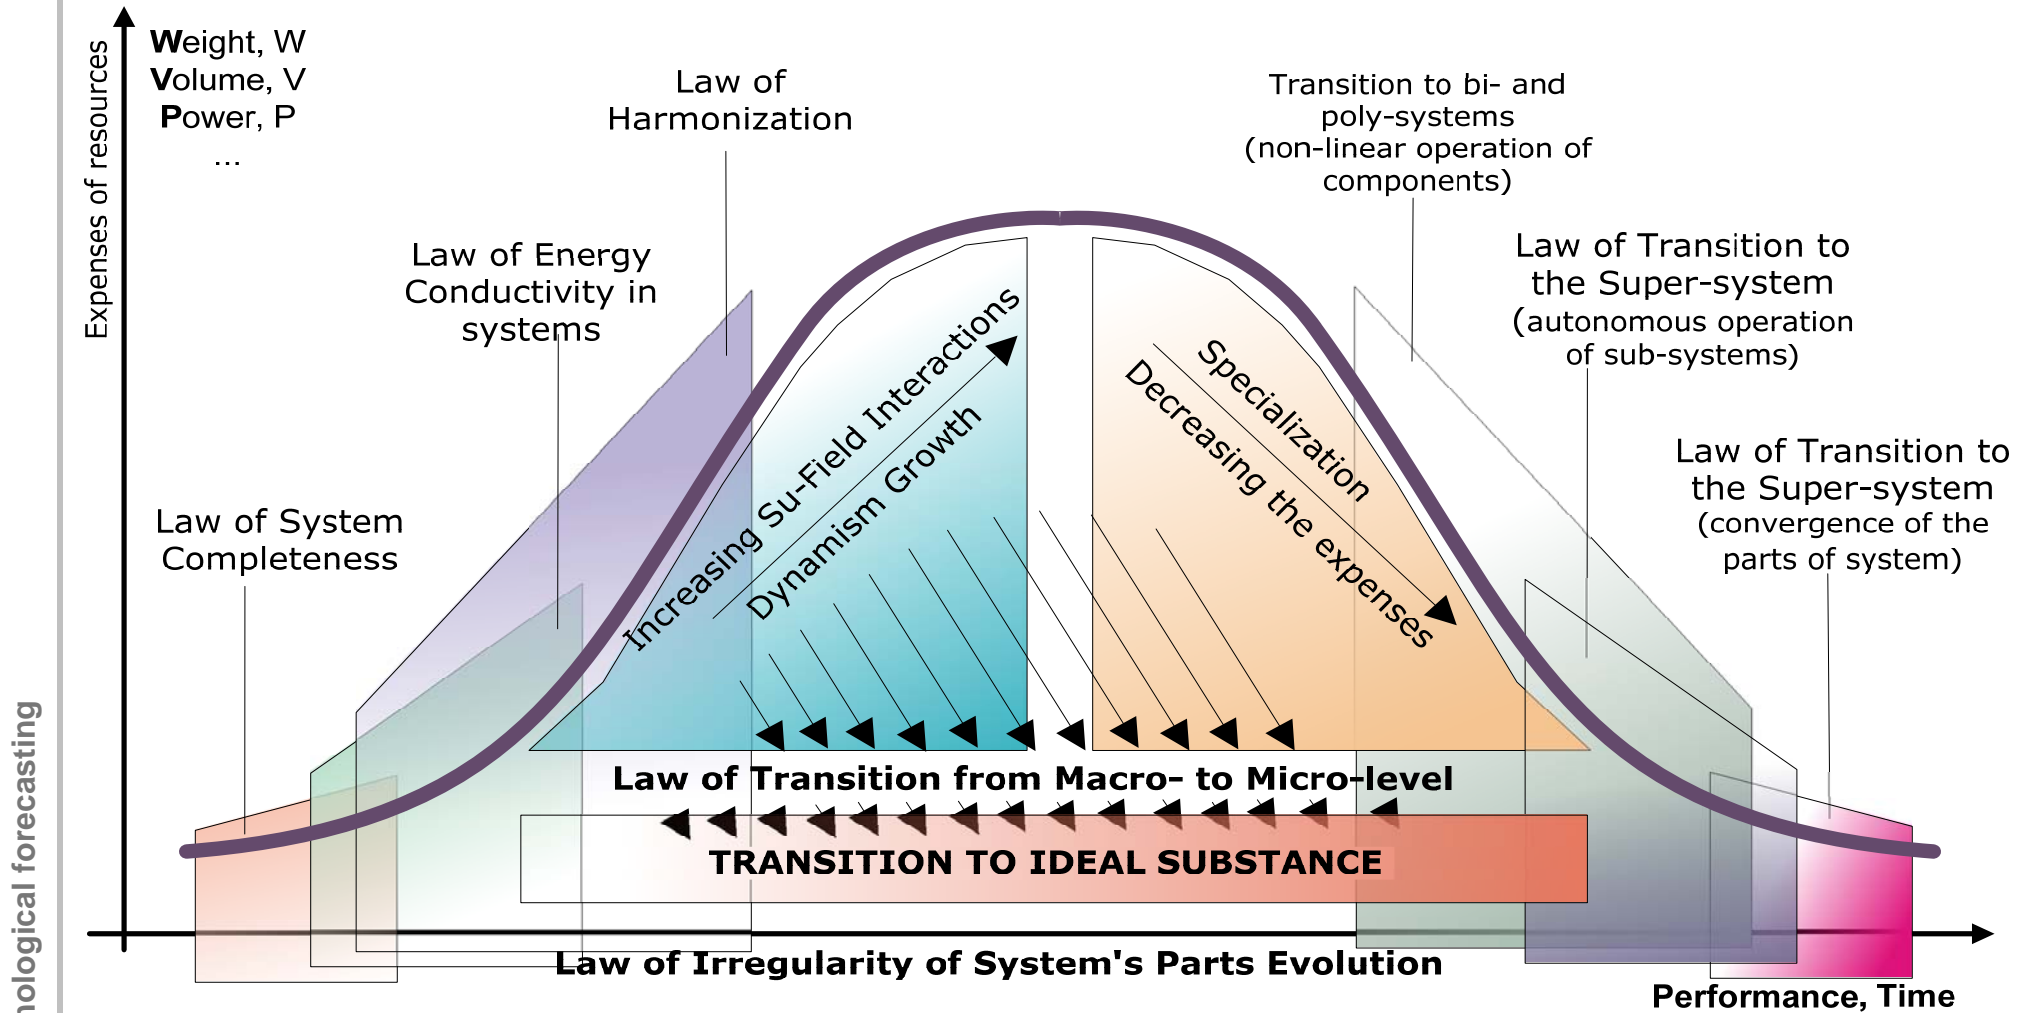 Expenses of resources
Weight, W
Volume, V
Power, P
...
Law of
Harmonization
Transition to bi- and
poly-systems
(non-linear operation of
components)
Law of Energy
Conductivity in
systems
Law of Transition to
the Super-system
(autonomous operation
of sub-systems)
Law of System
Completeness
Law of Transition to
the Super-system
(convergence of the
parts of system)
Increasing Su-Field Interactions
Dynamism Growth
Specialization
Decreasing the expenses
Law of Transition from Macro- to Micro-level
TRANSITION TO IDEAL SUBSTANCE
Law of Irregularity of System's Parts Evolution
Performance, Time
forecasting